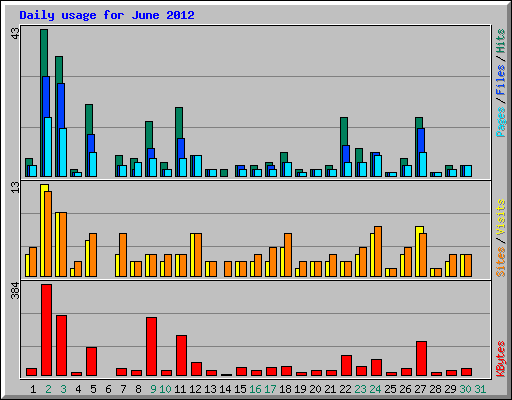 Daily usage for June 2012
43
Pages / Files / Hits
13
Sites / Visits
384
KBytes
1 2 3 4 5 6 7 8 9 10 11 12 13 14 15 16 17 18 19 20 21 22 23 24 25 26 27 28 29 30 31